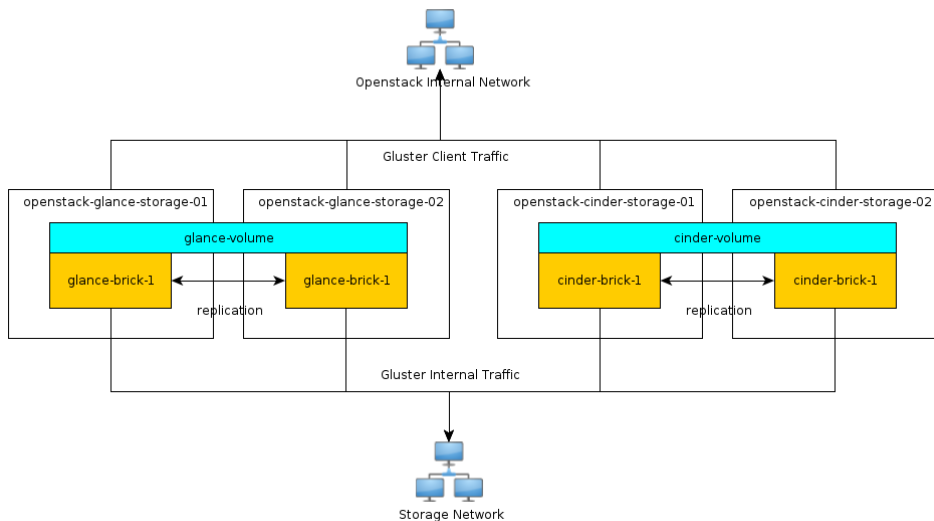 Openstack Internal Network
Gluster Client Traffic
openstack-glance-storage-01
openstack-glance-storage-02
openstack-cinder-storage-01
openstack-cinder-storage-02
glance-volume
cinder-volume
glance-brick-1
glance-brick-1
cinder-brick-1
cinder-brick-1
replication
replication
Gluster Internal Traffic
Storage Network